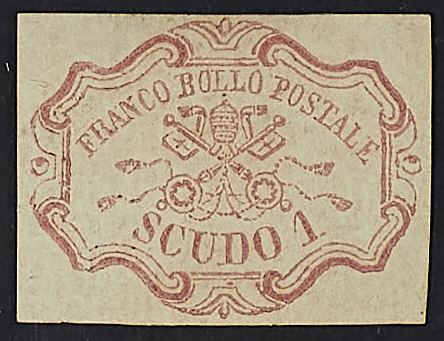 FRANCO BOLLO POSTALE
SCUDO 1